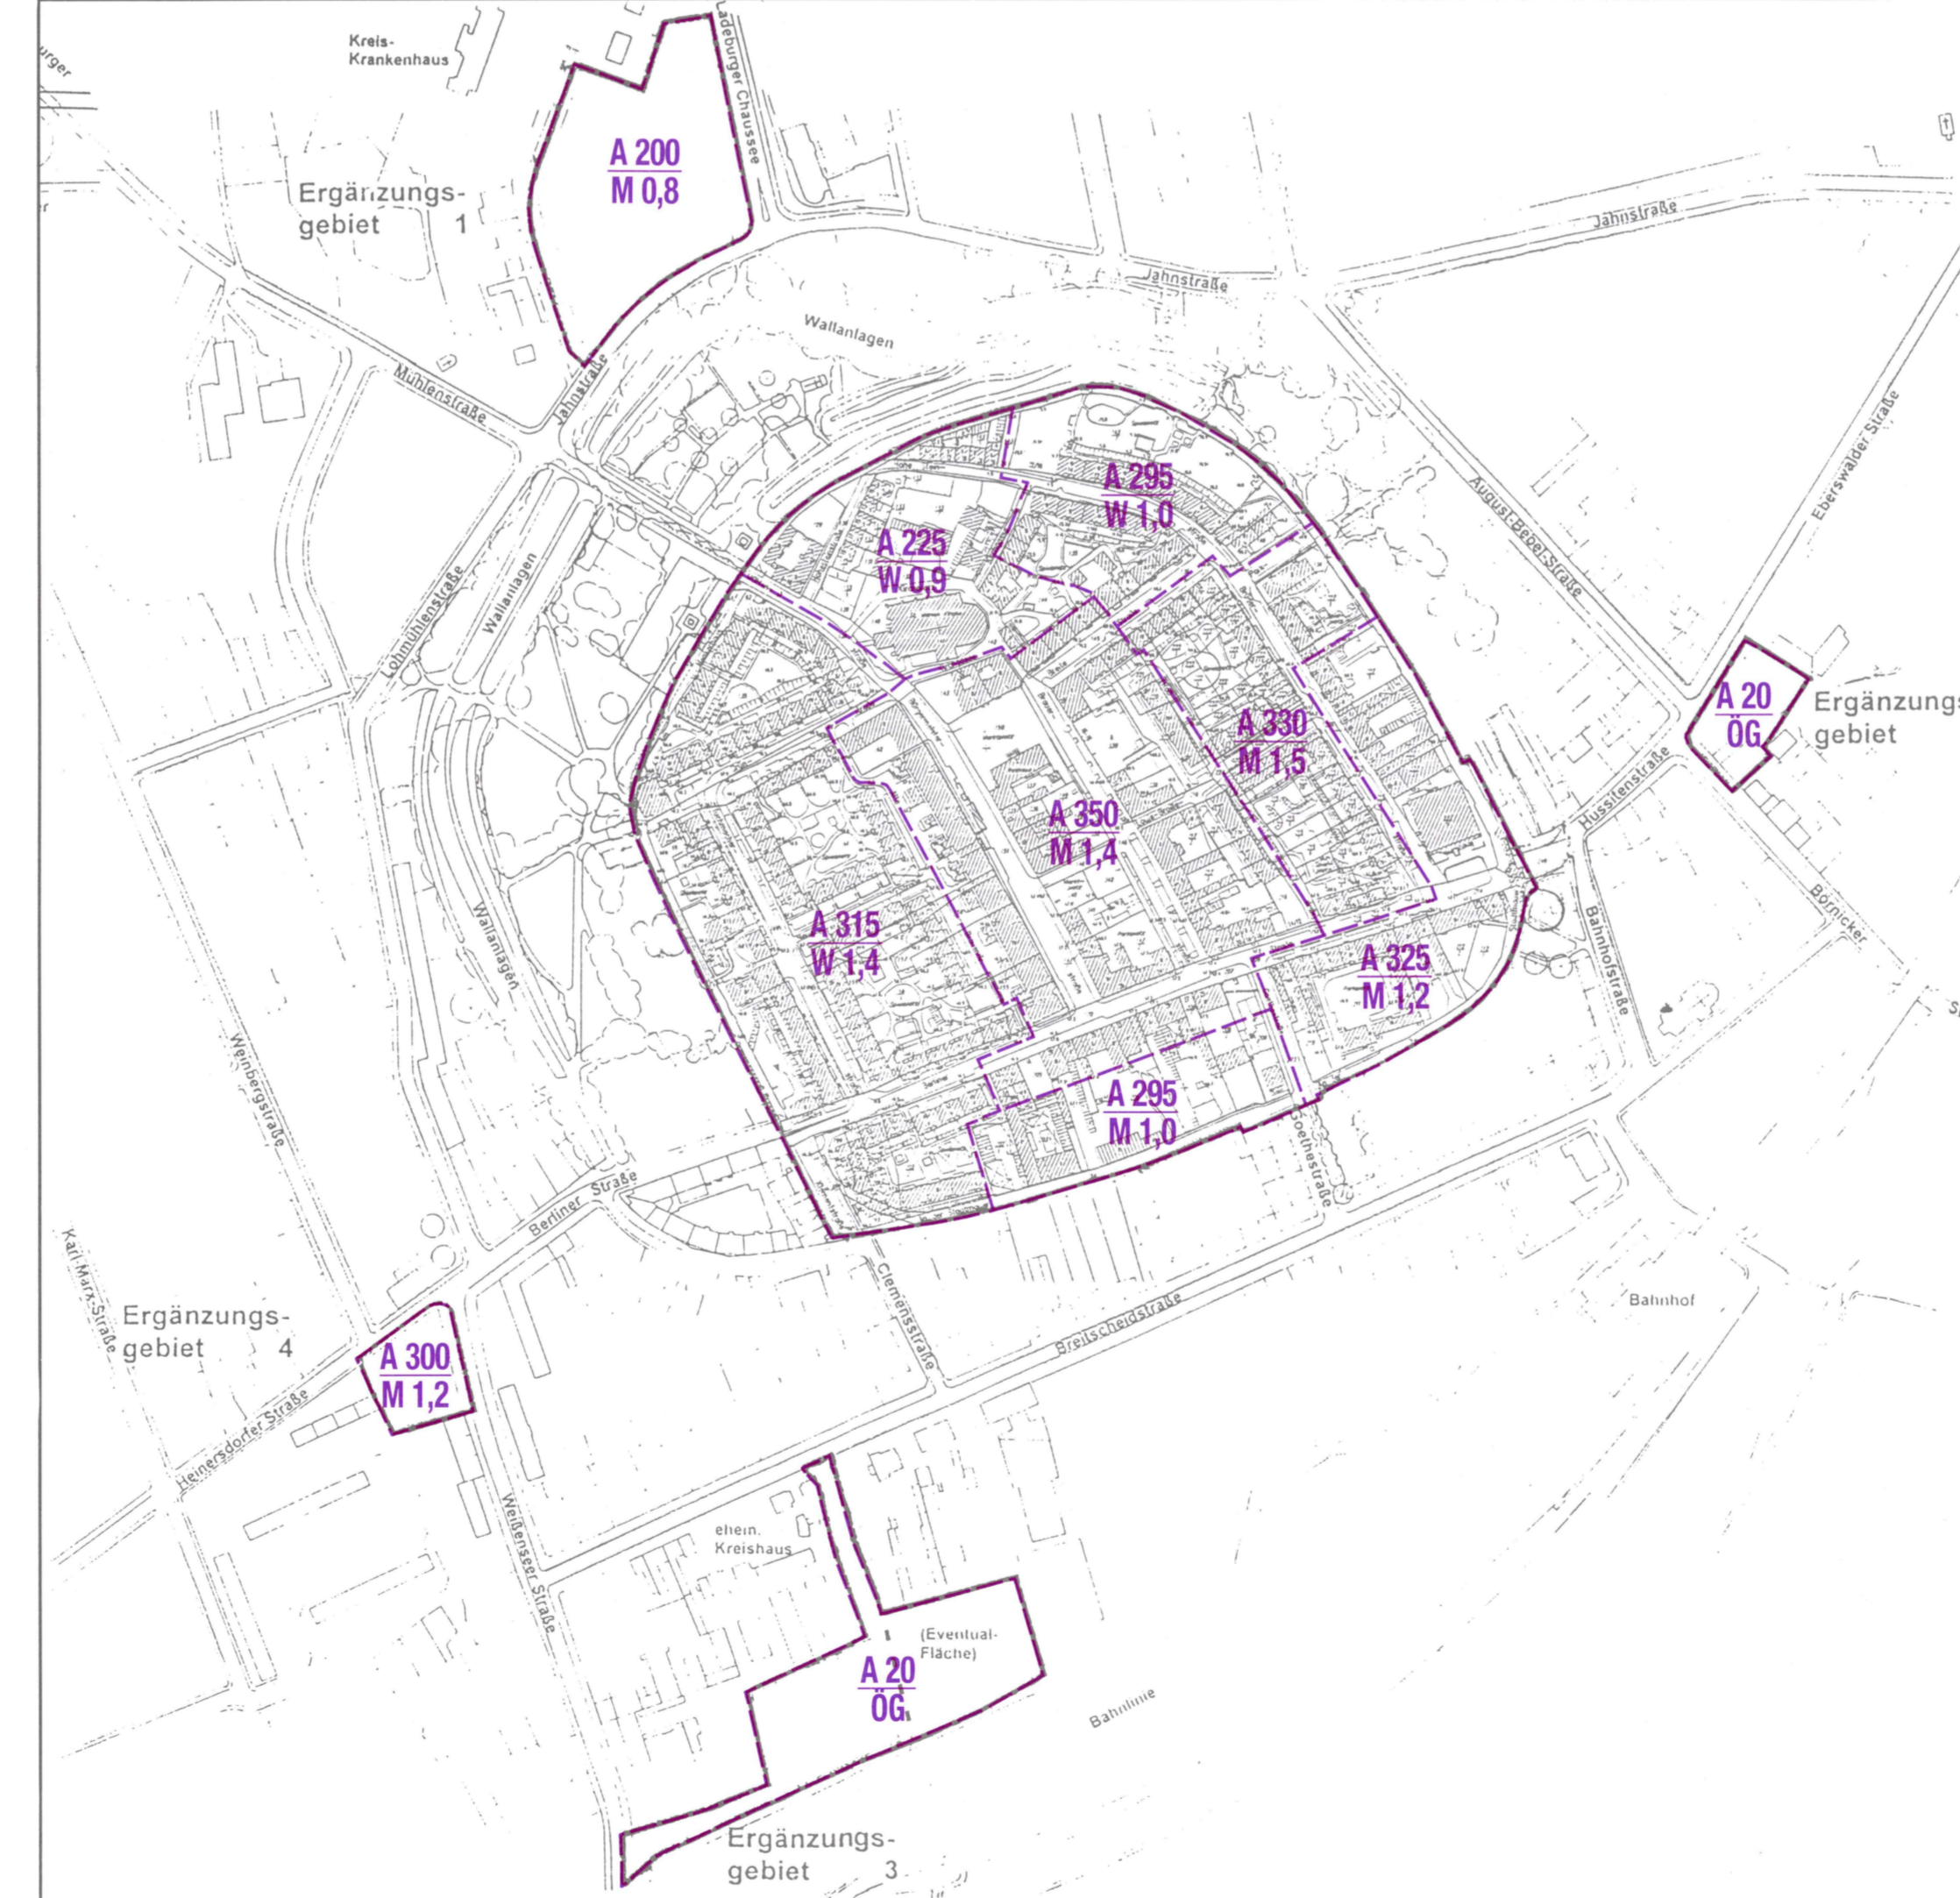 Kreis-
Krankenhaus
Ladeburger Chaussee
urger
A 200
M 0,8
Ergänzungs-
gebiet 1
Jahnstraße
Jahnstraße
Wallanlagen
Mühlenstraße
Jahnstraße
Eberswalder Straße
August-Bebel-Straße
A 295
W 1,0
A 225
W 0,9
Lohmühlenstraße
Wallanlagen
A 20
ÖG
Ergänzungs
gebiet
A 330
M 1,5
Hussitenstraße
A 350
M 1,4
Börnicker
A 315
W 1,4
Wallanlagen
A 325
M 1,2
Bahnhofstraße
Weinbergstraße
A 295
M 1,0
Goethestraße
Berliner Straße
Karl-Marx-Straße
Clemensstraße
Bahnhof
Ergänzungs-
gebiet 4
Breitscheidstraße
A 300
M 1,2
Heinersdorfer Straße
Weißenseer Straße
ehem.
Kreishaus
(Eventual-
Fläche)
A 20
ÖG
Bahnlinie
Ergänzungs-
gebiet 3